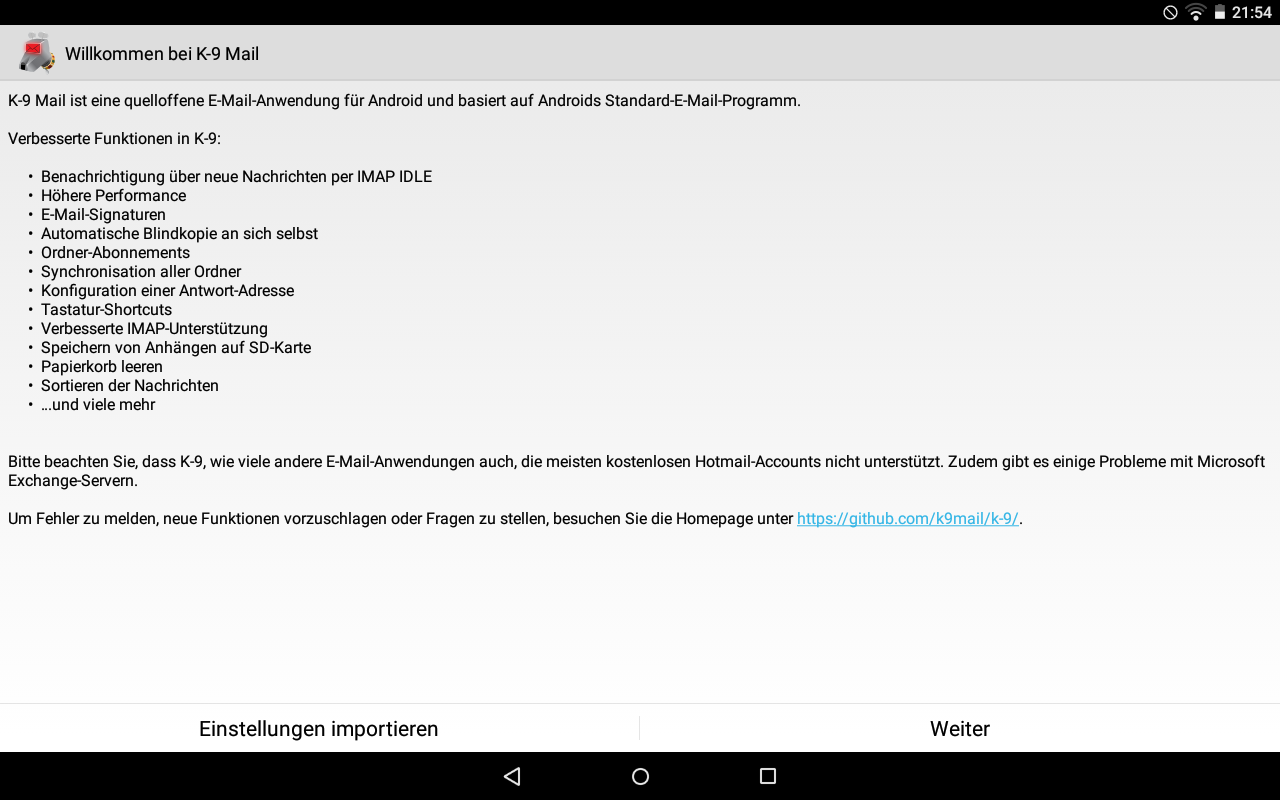 21:54
Willkommen bei K-9 Mail
K-9 Mail ist eine quelloffene E-Mail-Anwendung für Android und basiert auf Androids Standard-E-Mail-Programm.
Verbesserte Funktionen in K-9:
• Benachrichtigung über neue Nachrichten per IMAP IDLE
• Höhere Performance
• E-Mail-Signaturen
• Automatische Blindkopie an sich selbst
• Ordner-Abonnements
• Synchronisation aller Ordner
• Konfiguration einer Antwort-Adresse
• Tastatur-Shortcuts
• Verbesserte IMAP-Unterstützung
• Speichern von Anhängen auf SD-Karte
• Papierkorb leeren
• Sortieren der Nachrichten
• ...und viele mehr
Bitte beachten Sie, dass K-9, wie viele andere E-Mail-Anwendungen auch, die meisten kostenlosen Hotmail-Accounts nicht unterstützt. Zudem gibt es einige Probleme mit Microsoft
Exchange-Servern.
Um Fehler zu melden, neue Funktionen vorzuschlagen oder Fragen zu stellen, besuchen Sie die Homepage unter https://github.com/k9mail/k-9/.
Einstellungen importieren
Weiter